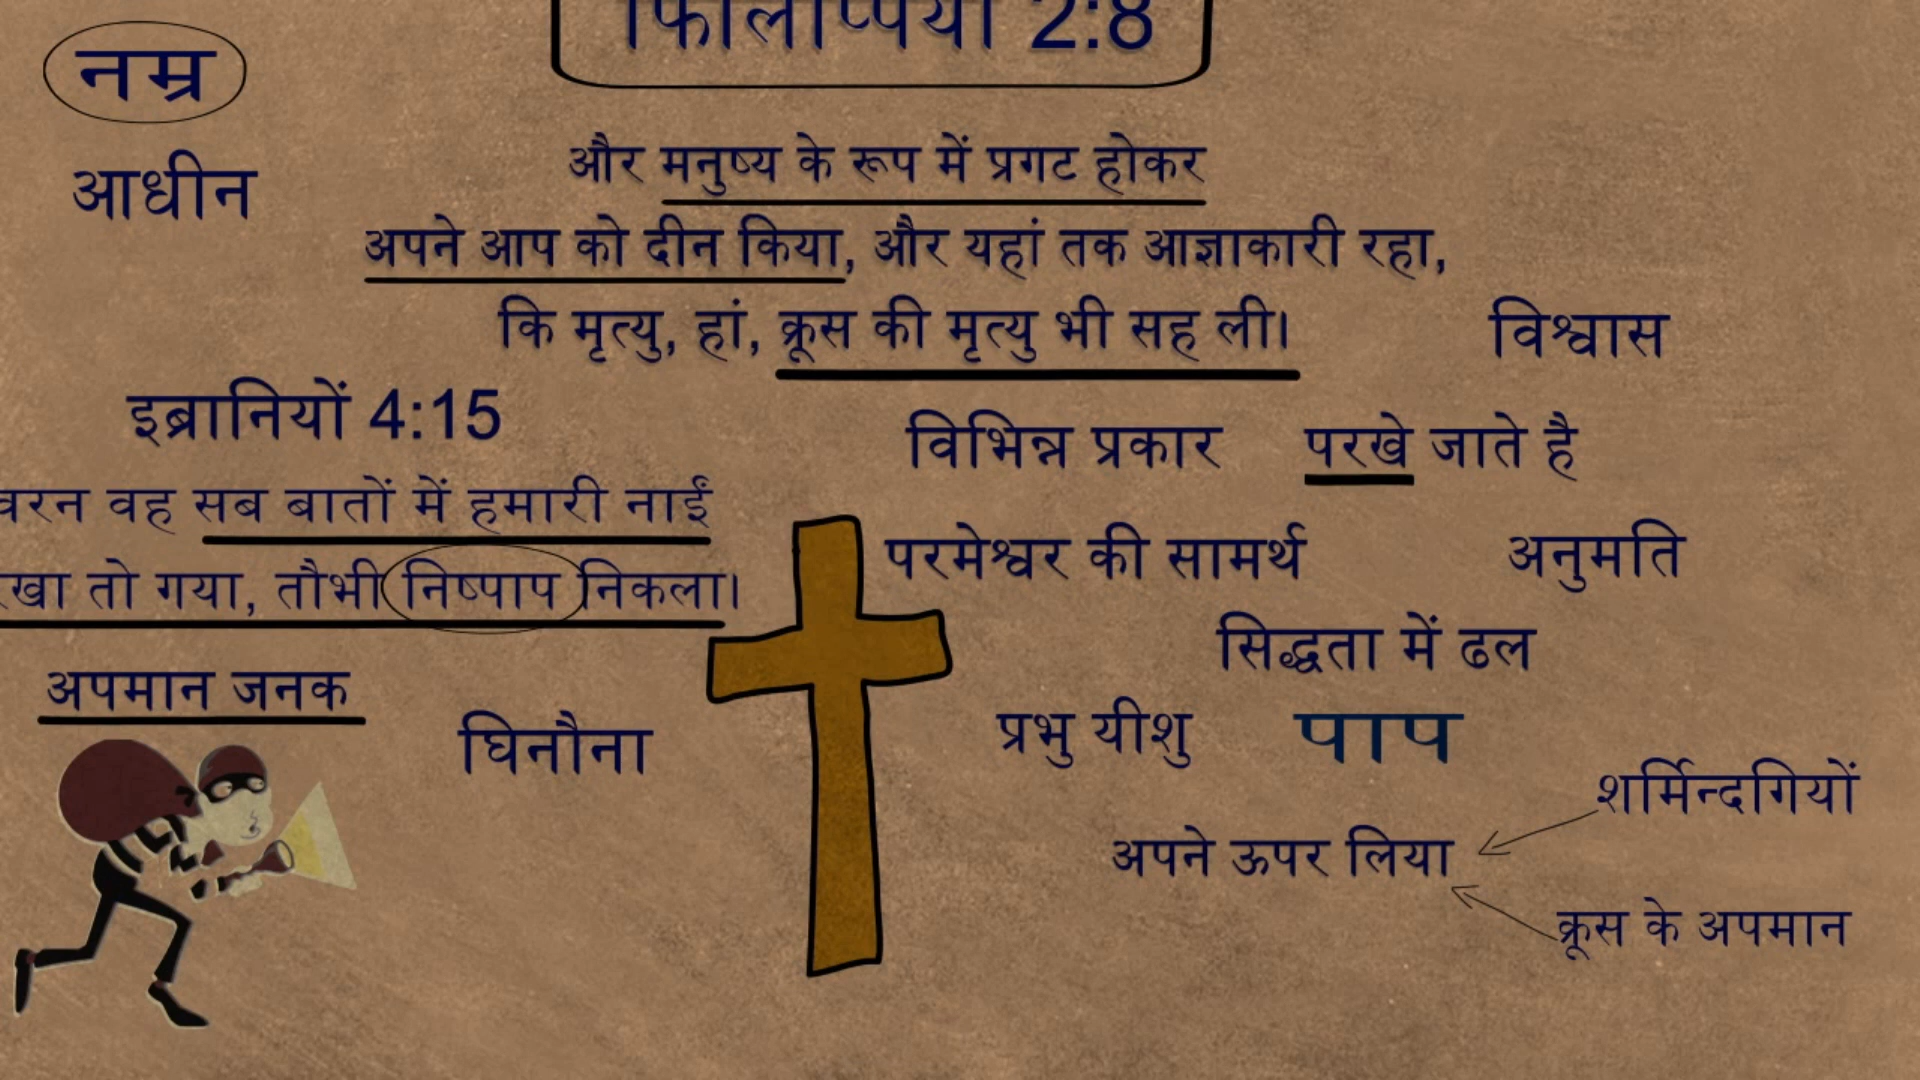 फिलिप्पियों 2:8
नम्र
आधीन
और मनुष्य के रूप में प्रगट होकर
अपने आप को दीन किया, और यहां तक आज्ञाकारी रहा,
कि मृत्यु, हां, क्रूस की मृत्यु भी सह ली।
विश्वास
इब्रानियों 4:15
वरन वह सब बातों में हमारी नाईं
रखा तो गया, तौभी निष्पाप निकला।
विभिन्न प्रकार परखे जाते है
परमेश्वर की सामर्थ अनुमति
सिद्धता में ढल
अपमान जनक
घिनौना
प्रभु यीशु पाप
शर्मिन्दगियों
अपने ऊपर लिया
क्रूस के अपमान